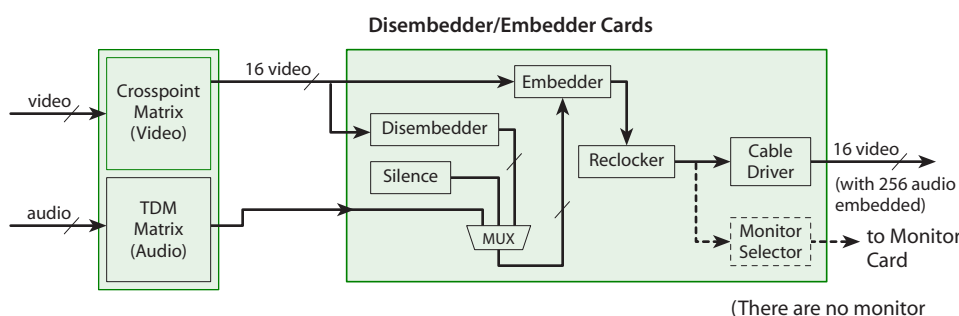 Disembedder/Embedder Cards
16 video
Embedder
Crosspoint
Matrix
(Video)
video
Disembedder
Reclocker
Cable
Driver
16 video
(with 256 audio
embedded)
Silence
audio
TDM
Matrix
(Audio)
MUX
Monitor
Selector
to Monitor
Card
(There are no monitor